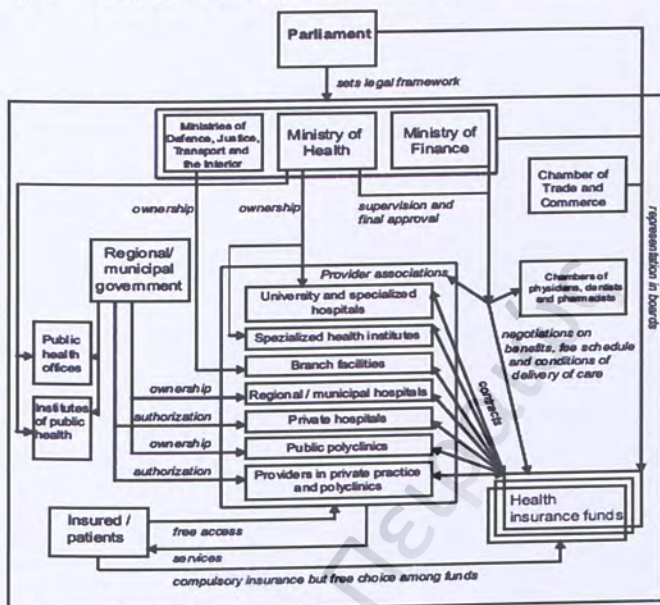 Parliament
sets legal framework
Ministries of
Defence, Justice,
Transport and
the Interior
Ministry of
Health
Ministry of
Finance
Chamber of
Trade and
Commerce
ownership
ownership
supervision and
final approval
representation in boards
Regional/
municipal
government
Provider associations
Chambers of
physicians, dentists
and pharmacists
University and specialized
hospitals
negotiations on
benefits, fee schedule
and conditions of
delivery of care
Public
health
offices
Spezialized health institutes
Branch facilities
contracts
ownership
Regional / municipal hospitals
Institutes
of public
health
authorization
Private hospitals
ownership
Public polyclinics
authorization
Providers in private practice
and polyclinics
Health
insurance funds
Insured /
patients
free access
services
compulsory insurance but free choice among funds